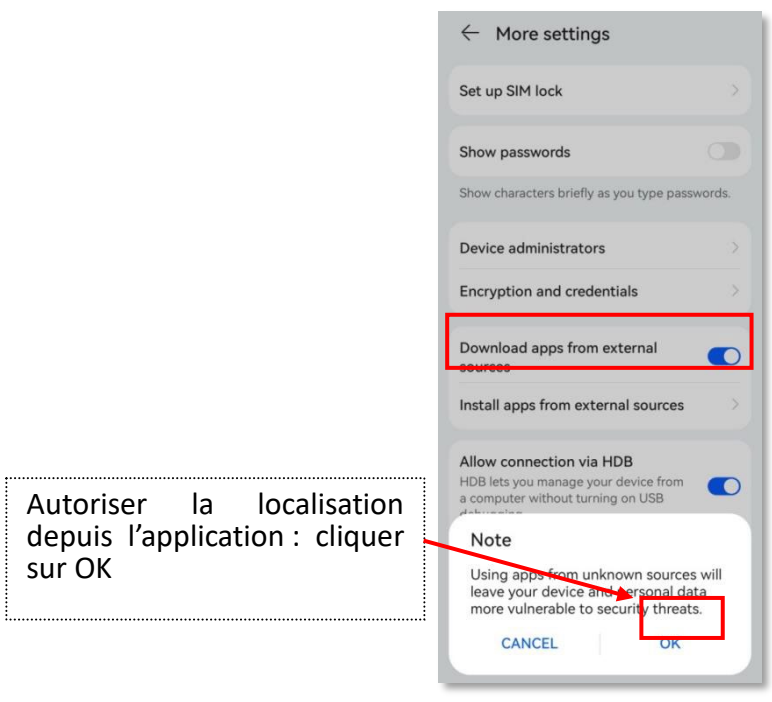 ← More settings
Set up SIM lock
Show passwords
Show characters briefly as you type passwords.
Device administrators
Encryption and credentials
Download apps from external
sources
Install apps from external sources
Allow connection via HDB
HDB lets you manage your device from
a computer without turning on USB
debugging
Autoriser la localisation
depuis l’application : cliquer
sur OK
Note
Using apps from unknown sources will
leave your device and personal data
more vulnerable to security threats.
CANCEL OK